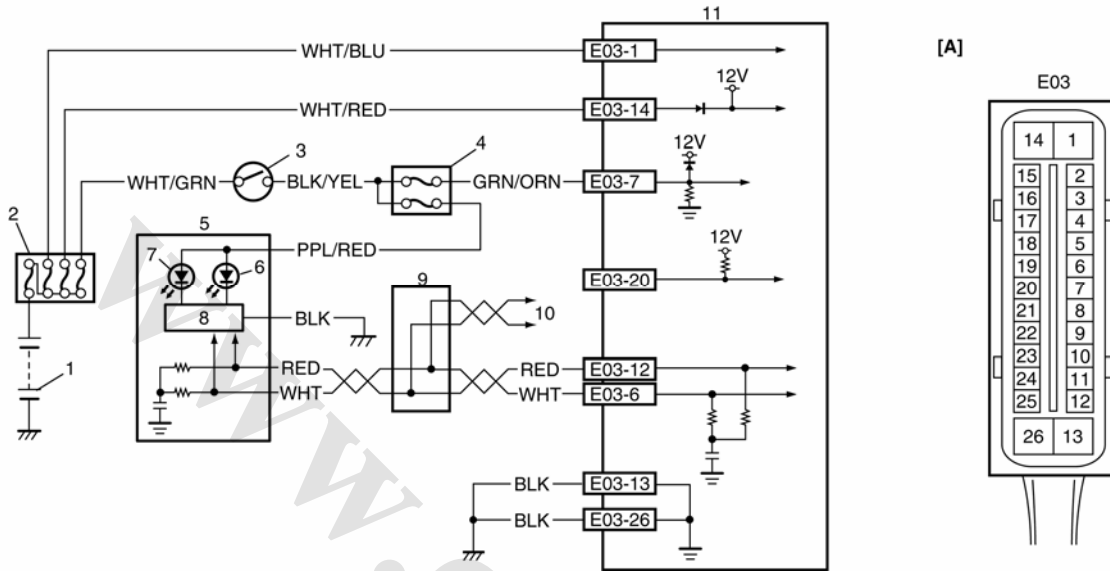 11
[A]
WHT/BLU
E03-1
12V
E03
WHT/RED
E03-14
3
4
12V
14 1
WHT/GRN
BLK/YEL
GRN/ORN
E03-7
15 2
16 3
17 4
18 5
19 6
20 7
21 8
22 9
23 10
24 11
25 12
26 13
2
5
PPL/RED
12V
7
6
9
E03-20
8
BLK
10
1
RED
RED
E03-12
WHT
WHT
E03-6
BLK
E03-13
BLK
E03-26
www.